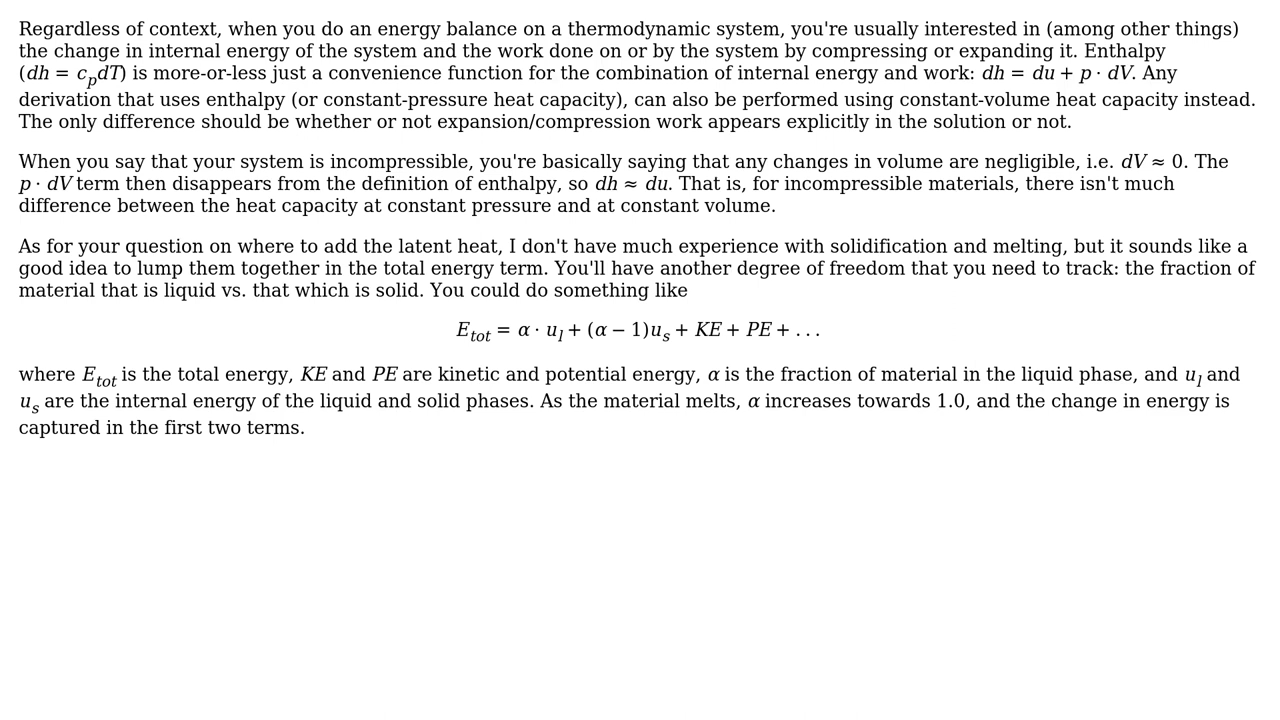 Regardless of context, when you do an energy balance on a thermodynamic system, you're usually interested in (among other things)
the change in internal energy of the system and the work done on or by the system by compressing or expanding it. Enthalpy
(dh = c_p dT) is more-or-less just a convenience function for the combination of internal energy and work: dh = du + p · dV. Any
derivation that uses enthalpy (or constant-pressure heat capacity), can also be performed using constant-volume heat capacity instead.
The only difference should be whether or not expansion/compression work appears explicitly in the solution or not.
When you say that your system is incompressible, you're basically saying that any changes in volume are negligible, i.e. dV ≈ 0. The
p · dV term then disappears from the definition of enthalpy, so dh ≈ du. That is, for incompressible materials, there isn't much
difference between the heat capacity at constant pressure and at constant volume.
As for your question on where to add the latent heat, I don't have much experience with solidification and melting, but it sounds like a
good idea to lump them together in the total energy term. You'll have another degree of freedom that you need to track: the fraction of
material that is liquid vs. that which is solid. You could do something like
E_tot = α · u_l + (α − 1)u_s + KE + PE + . . .
where E_tot is the total energy, KE and PE are kinetic and potential energy, α is the fraction of material in the liquid phase, and u_l and
u_s are the internal energy of the liquid and solid phases. As the material melts, α increases towards 1.0, and the change in energy is
captured in the first two terms.